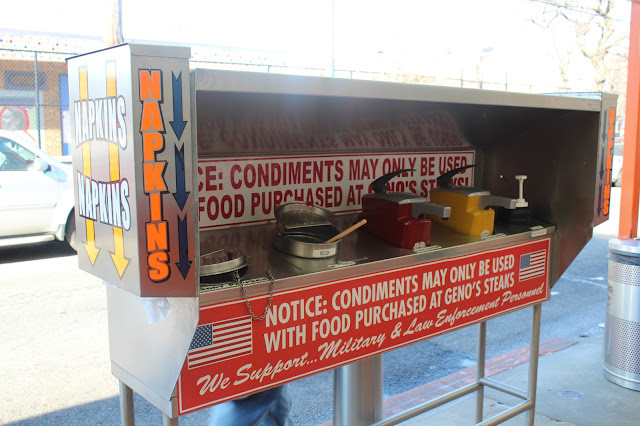 NAPKINS
NAPKINS
NAPKINS
CE: CONDIMENTS MAY ONLY BE USED
FOOD PURCHASED AT GENO'S STEAKS
NOTICE: CONDIMENTS MAY ONLY BE USED
WITH FOOD PURCHASED AT GENO'S STEAKS
We Support... Military & Law Enforcement Personnel